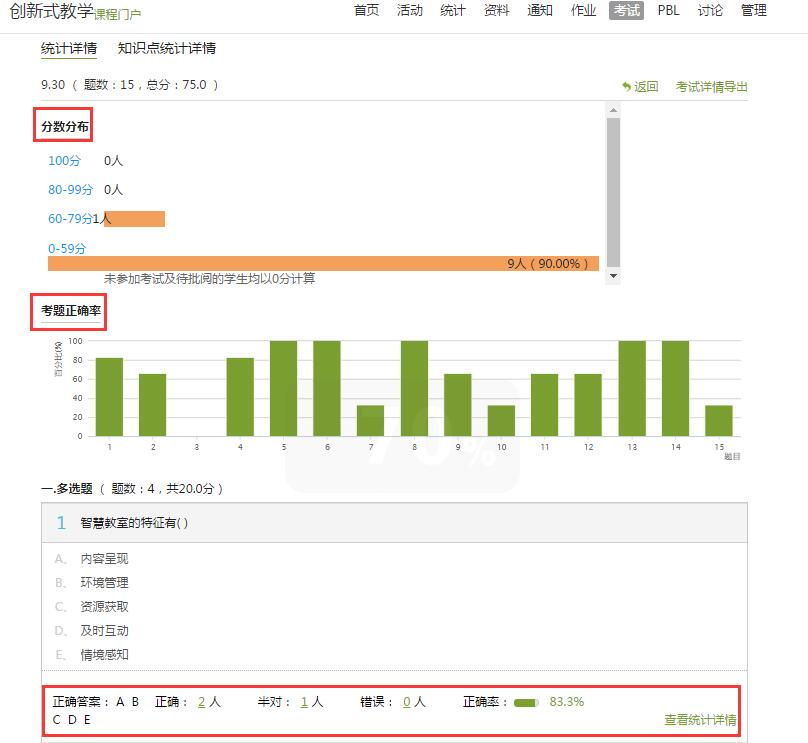 创新式教学课程门户 首页 活动 统计 资料 通知 作业 考试 PBL 讨论 管理
统计详情 知识点统计详情
9.30 ( 题数：15，总分：75.0 ) 返回 考试详情导出
分数分布
100分 0人
80-99分 0人
60-79分 1人
0-59分
9人 ( 90.00% )
未参加考试及待批阅的学生均以0分计算
考题正确率
百分比(%)
100
80
60
40
20
0
1 2 3 4 5 6 7 8 9 10 11 12 13 14 15
题目
70%
一.多选题 ( 题数：4，共20.0分 )
1 智慧教室的特征有( )
A、 内容呈现
B、 环境管理
C、 资源获取
D、 及时互动
E、 情境感知
正确答案： A B 正确： 2 人 半对： 1 人 错误： 0 人 正确率： 83.3%
C D E 查看统计详情